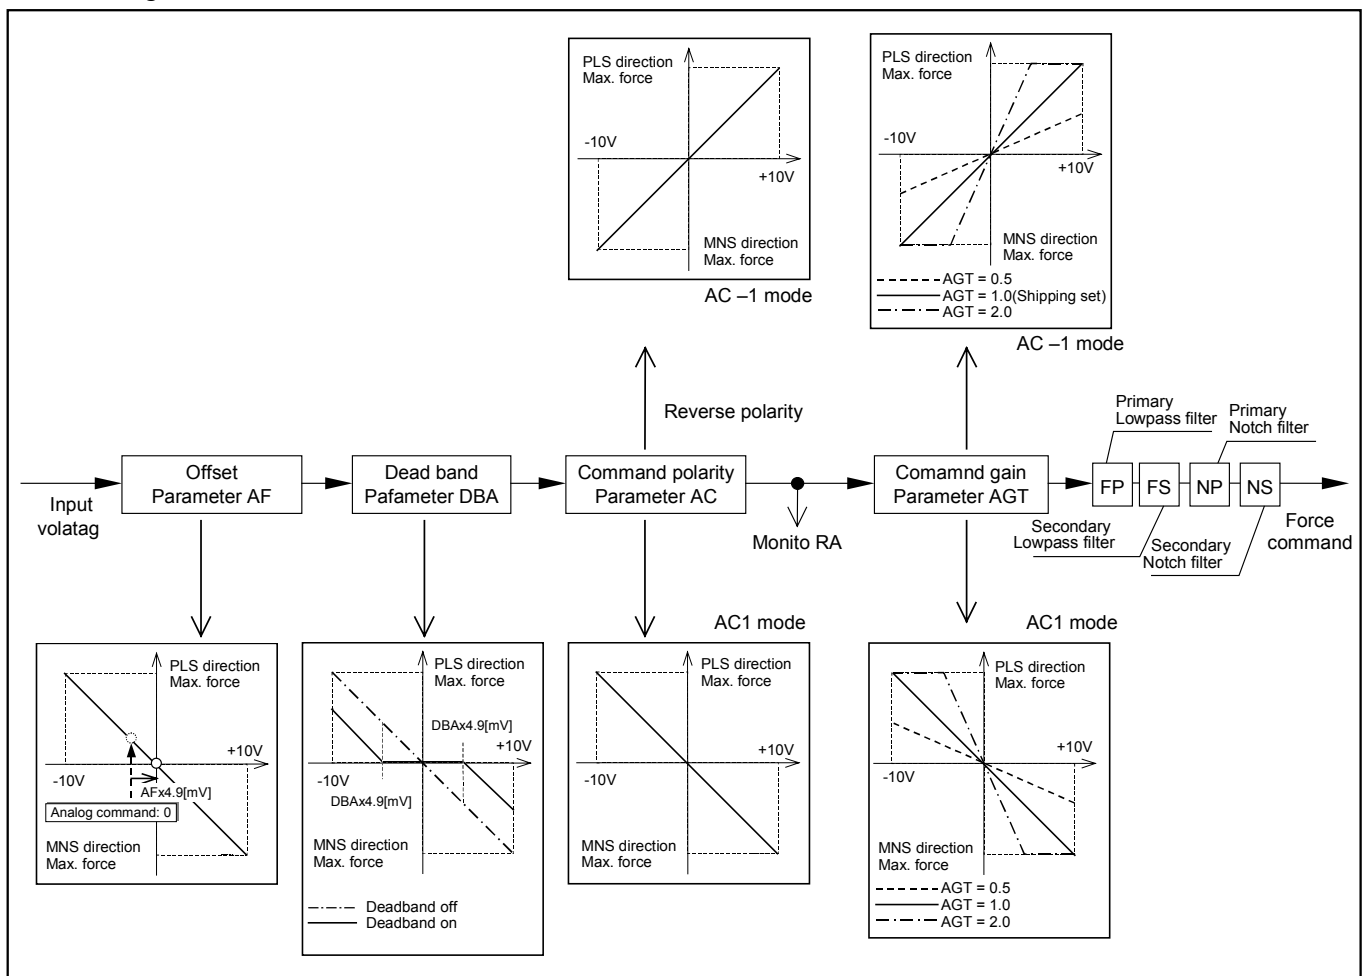 PLS direction
Max. force
-10V
+10V
MNS direction
Max. force
AC –1 mode
PLS direction
Max. force
-10V
+10V
MNS direction
Max. force
AGT = 0.5
AGT = 1.0(Shipping set)
AGT = 2.0
AC –1 mode
Reverse polarity
Input
volatag
Offset
Parameter AF
Dead band
Pafameter DBA
Command polarity
Parameter AC
Monito RA
Comamnd gain
Parameter AGT
Primary
Lowpass filter
Primary
Notch filter
FP
FS
NP
NS
Secondary
Lowpass filter
Secondary
Notch filter
Force
command
PLS direction
Max. force
+10V
-10V
AFx4.9[mV]
Analog command: 0
MNS direction
Max. force
PLS direction
Max. force
DBAx4.9[mV]
+10V
-10V
DBAx4.9[mV]
MNS direction
Max. force
Deadband off
Deadband on
AC1 mode
PLS direction
Max. force
+10V
-10V
MNS direction
Max. force
AC1 mode
PLS direction
Max. force
+10V
-10V
MNS direction
Max. force
AGT = 0.5
AGT = 1.0
AGT = 2.0